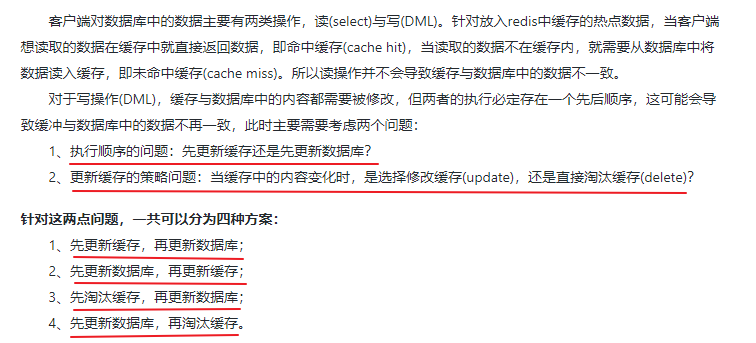 客户端对数据库中的数据主要有两类操作，读(select)与写(DML)。针对放入redis中缓存的热点数据，当客户端
想读取的数据在缓存中就直接返回数据，即命中缓存(cache hit)，当读取的数据不在缓存内，就需要从数据库中将
数据读入缓存，即未命中缓存(cache miss)。所以读操作并不会导致缓存与数据库中的数据不一致。
对于写操作(DML)，缓存与数据库中的内容都需要被修改，但两者的执行必定存在一个先后顺序，这可能会导
致缓冲与数据库中的数据不再一致，此时主要需要考虑两个问题：
1、执行顺序的问题：先更新缓存还是先更新数据库？
2、更新缓存的策略问题：当缓存中的内容变化时，是选择修改缓存(update)，还是直接淘汰缓存(delete)？
针对这两点问题，一共可以分为四种方案：
1、先更新缓存，再更新数据库；
2、先更新数据库，再更新缓存；
3、先淘汰缓存，再更新数据库；
4、先更新数据库，再淘汰缓存。